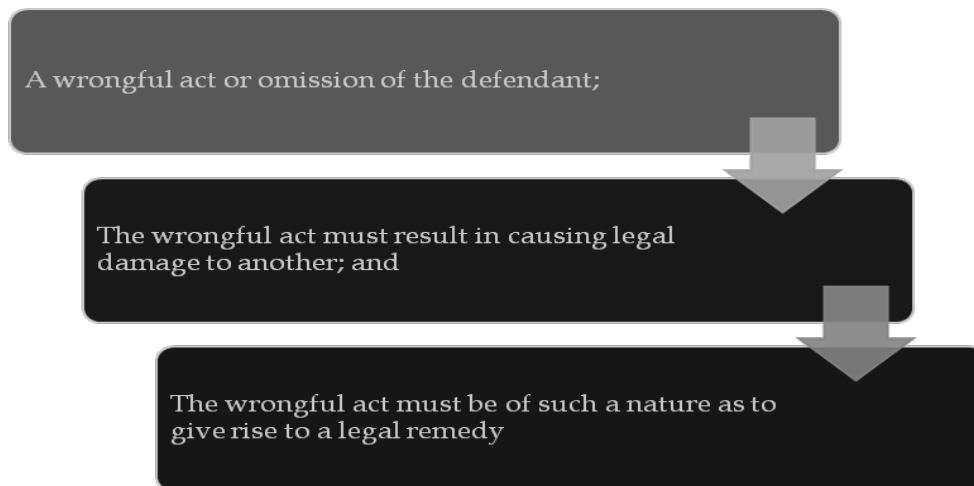 A wrongful act or omission of the defendant;
The wrongful act must result in causing legal
damage to another; and
The wrongful act must be of such a nature as to
give rise to a legal remedy